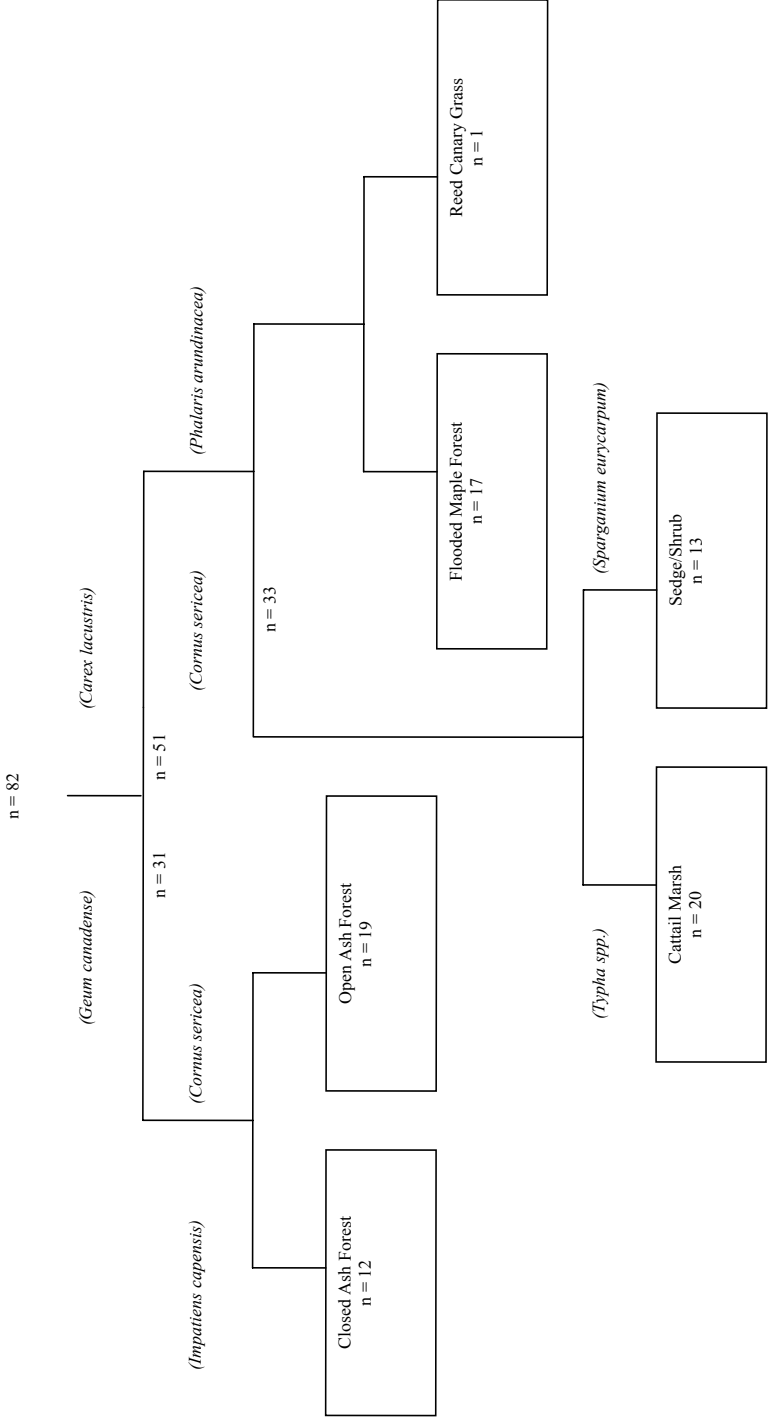 n = 82
(Geum canadense)
(Carex lacustris)
n = 31
n = 51
(Impatiens capensis)
(Cornus sericea)
(Cornus sericea)
(Phalaris arundinacea)
n = 33
Closed Ash Forest
n = 12
Open Ash Forest
n = 19
Flooded Maple Forest
n = 17
Reed Canary Grass
n = 1
(Typha spp.)
(Sparganium eurycarpum)
Cattail Marsh
n = 20
Sedge/Shrub
n = 13